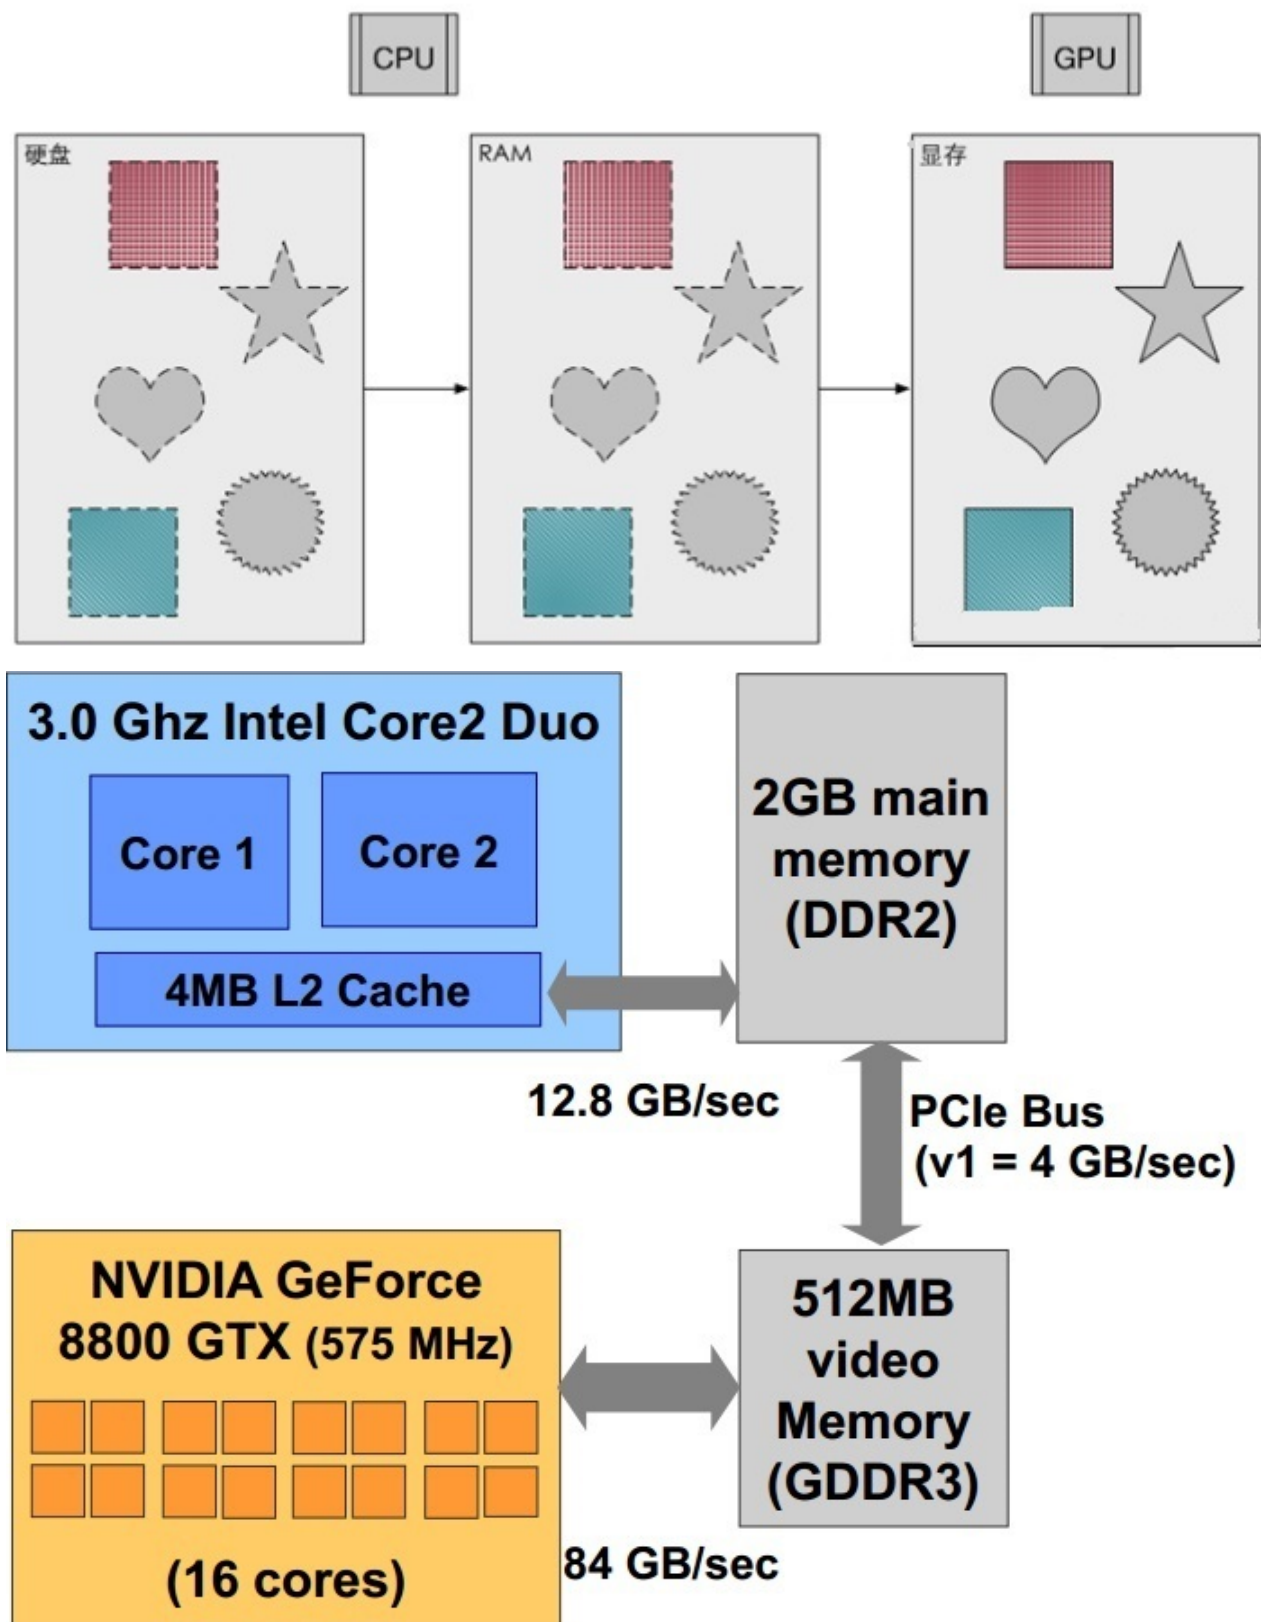 CPU
GPU
硬盘
RAM
显存
3.0 Ghz Intel Core2 Duo
Core 1
Core 2
4MB L2 Cache
2GB main
memory
(DDR2)
12.8 GB/sec
PCIe Bus
(v1 = 4 GB/sec)
NVIDIA GeForce
8800 GTX (575 MHz)
(16 cores)
512MB
video
Memory
(GDDR3)
84 GB/sec